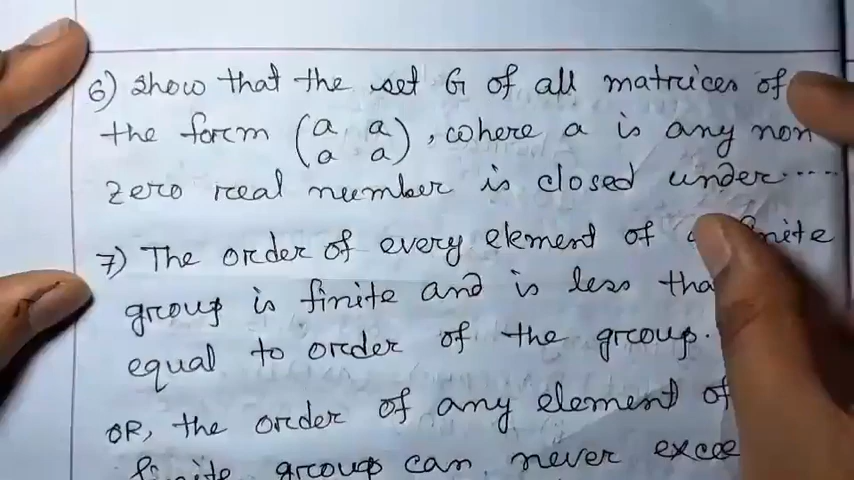 6) Show that the set G of all matrices of
the form (a a
a a), where a is any non
zero real number is closed under....
7) The order of every element of finite
group is finite and is less
equal to order of the group.
OR, the order of any element of
finite group can never